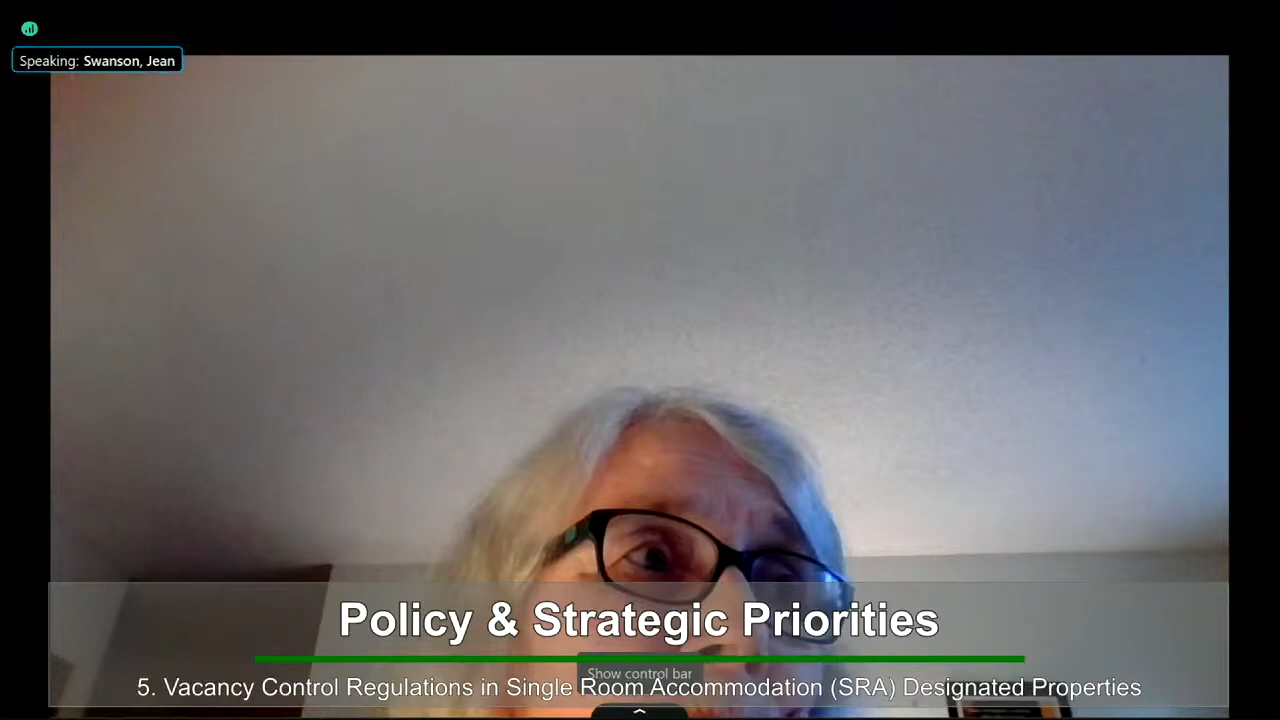 Speaking: Swanson, Jean
Policy & Strategic Priorities
Show control bar
5. Vacancy Control Regulations in Single Room Accommodation (SRA) Designated Properties